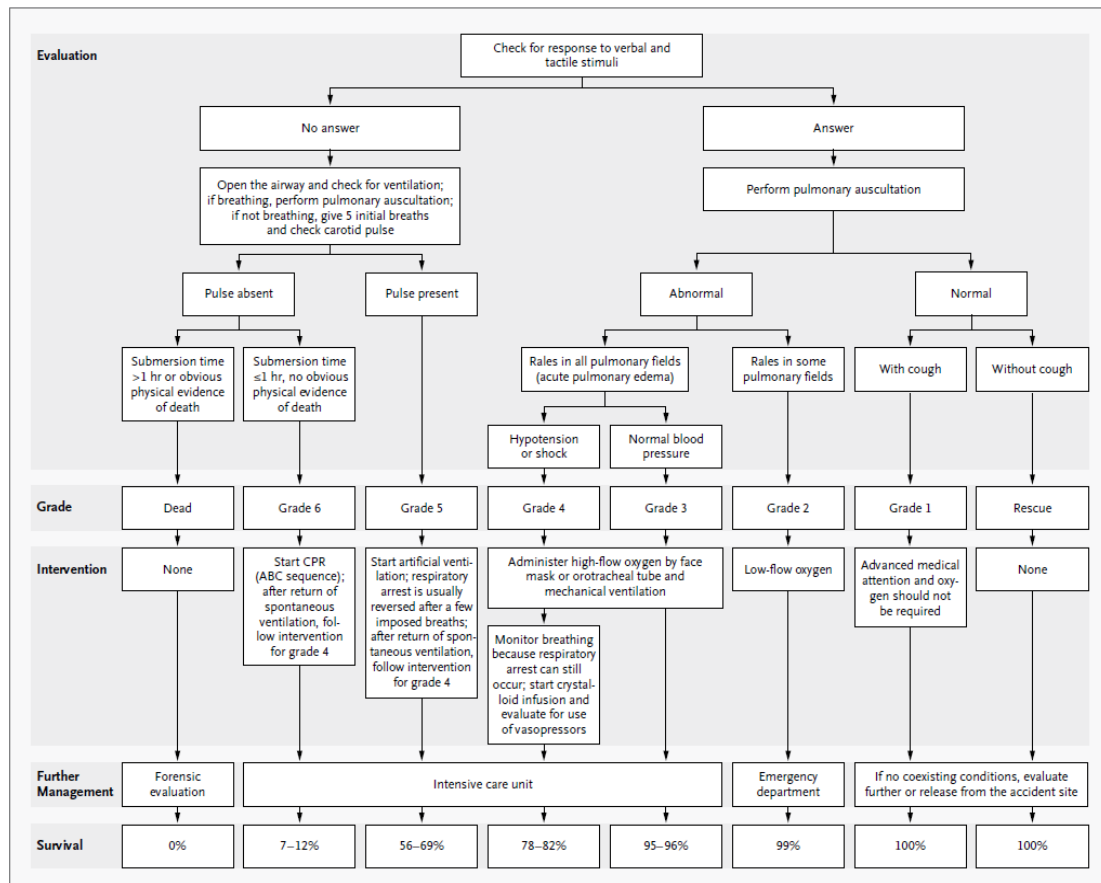 Evaluation
Check for response to verbal and
tactile stimuli
No answer
Answer
Open the airway and check for ventilation;
if breathing, perform pulmonary auscultation;
if not breathing, give 5 initial breaths
and check carotid pulse
Perform pulmonary auscultation
Pulse absent
Pulse present
Abnormal
Normal
Submersion time
>1 hr or obvious
physical evidence
of death
Submersion time
≤1 hr, no obvious
physical evidence
of death
Rales in all pulmonary fields
(acute pulmonary edema)
Rales in some
pulmonary fields
With cough
Without cough
Hypotension
or shock
Normal blood
pressure
Grade
Dead
Grade 6
Grade 5
Grade 4
Grade 3
Grade 2
Grade 1
Rescue
Intervention
None
Start CPR
(ABC sequence);
after return of
spontaneous
ventilation, fol-
low intervention
for grade 4
Start artificial venti-
lation; respiratory
arrest is usually
reversed after a few
imposed breaths;
after return of spon-
taneous ventilation,
follow intervention
for grade 4
Administer high-flow oxygen by face
mask or orotracheal tube and
mechanical ventilation
Monitor breathing
because respiratory
arrest can still
occur; start crystal-
loid infusion and
evaluate for use
of vasopressors
Low-flow oxygen
Advanced medical
attention and oxy-
gen should not
be required
None
Further
Management
Forensic
evaluation
Intensive care unit
Emergency
department
If no coexisting conditions, evaluate
further or release from the accident site
Survival
0%
7–12%
56–69%
78–82%
95–96%
99%
100%
100%